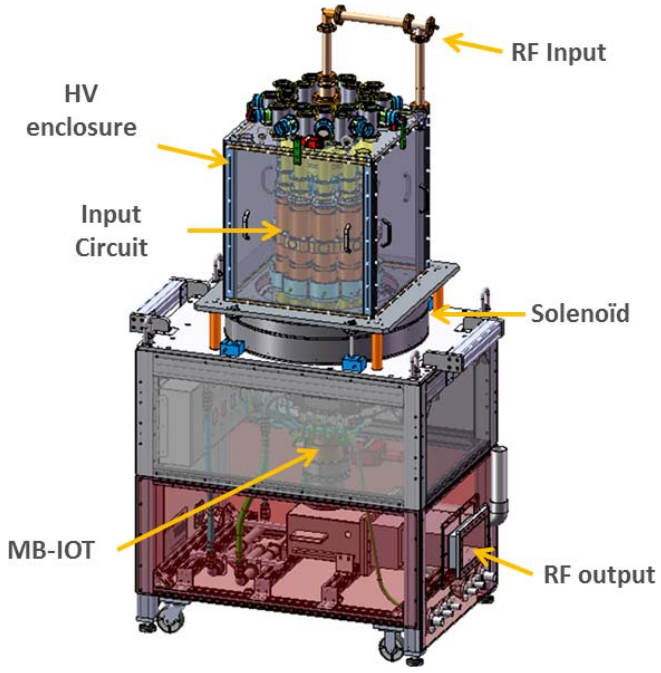 RF Input
HV
enclosure
Input
Circuit
Solenoïd
MB-IOT
RF output